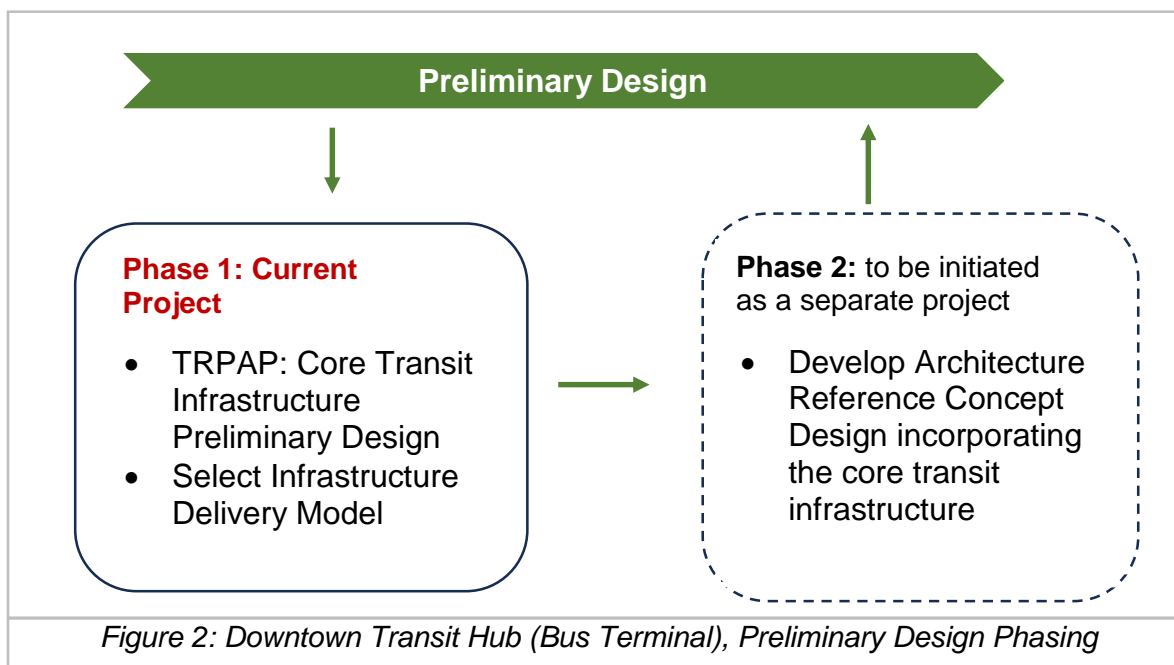 Preliminary Design
Phase 1: Current
Project
• TRPAP: Core Transit
Infrastructure
Preliminary Design
• Select Infrastructure
Delivery Model
Phase 2: to be initiated
as a separate project
• Develop Architecture
Reference Concept
Design incorporating
the core transit
infrastructure
Figure 2: Downtown Transit Hub (Bus Terminal), Preliminary Design Phasing